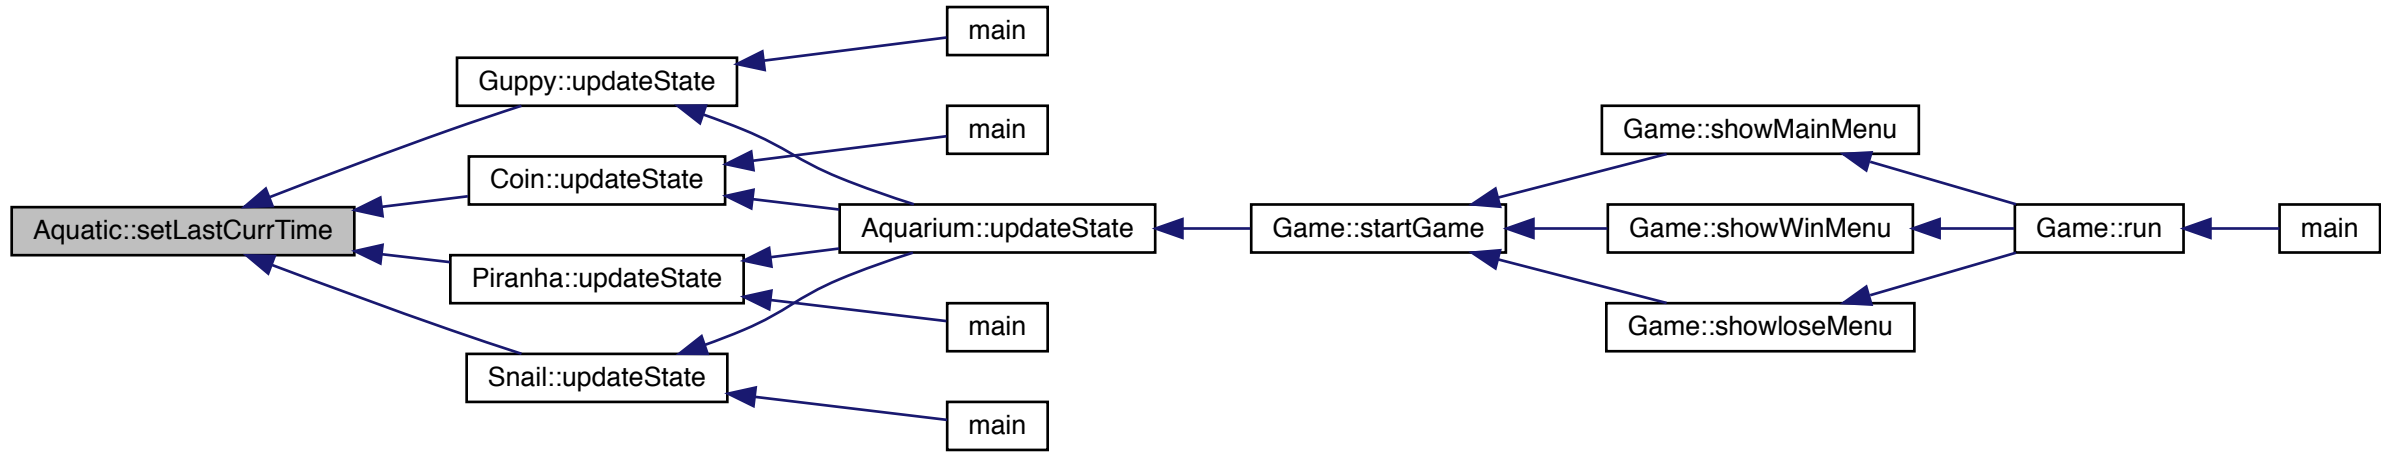 main
Guppy::updateState
main
Game::showMainMenu
Coin::updateState
Aquatic::setLastCurrTime
Aquarium::updateState
Game::startGame
Game::showWinMenu
Game::run
main
Piranha::updateState
main
Game::showloseMenu
Snail::updateState
main